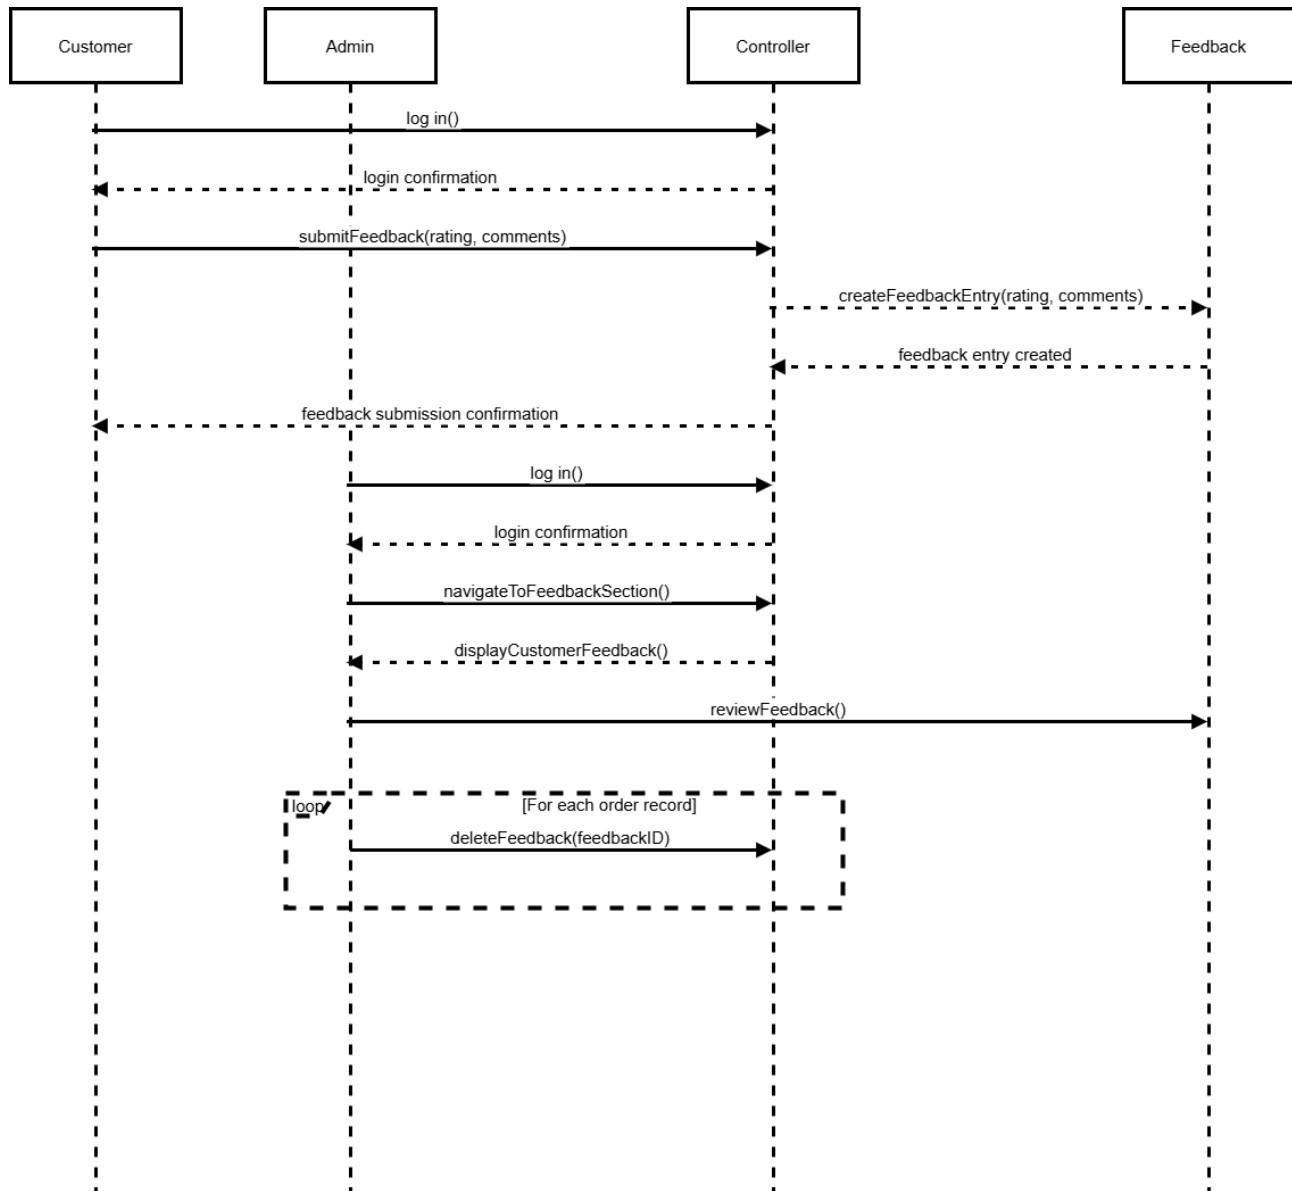 Customer
Admin
Controller
Feedback
log in()
login confirmation
submitFeedback(rating, comments)
createFeedbackEntry(rating, comments)
feedback entry created
feedback submission confirmation
log in()
login confirmation
navigateToFeedbackSection()
displayCustomerFeedback()
reviewFeedback()
loop
[For each order record]
deleteFeedback(feedbackID)